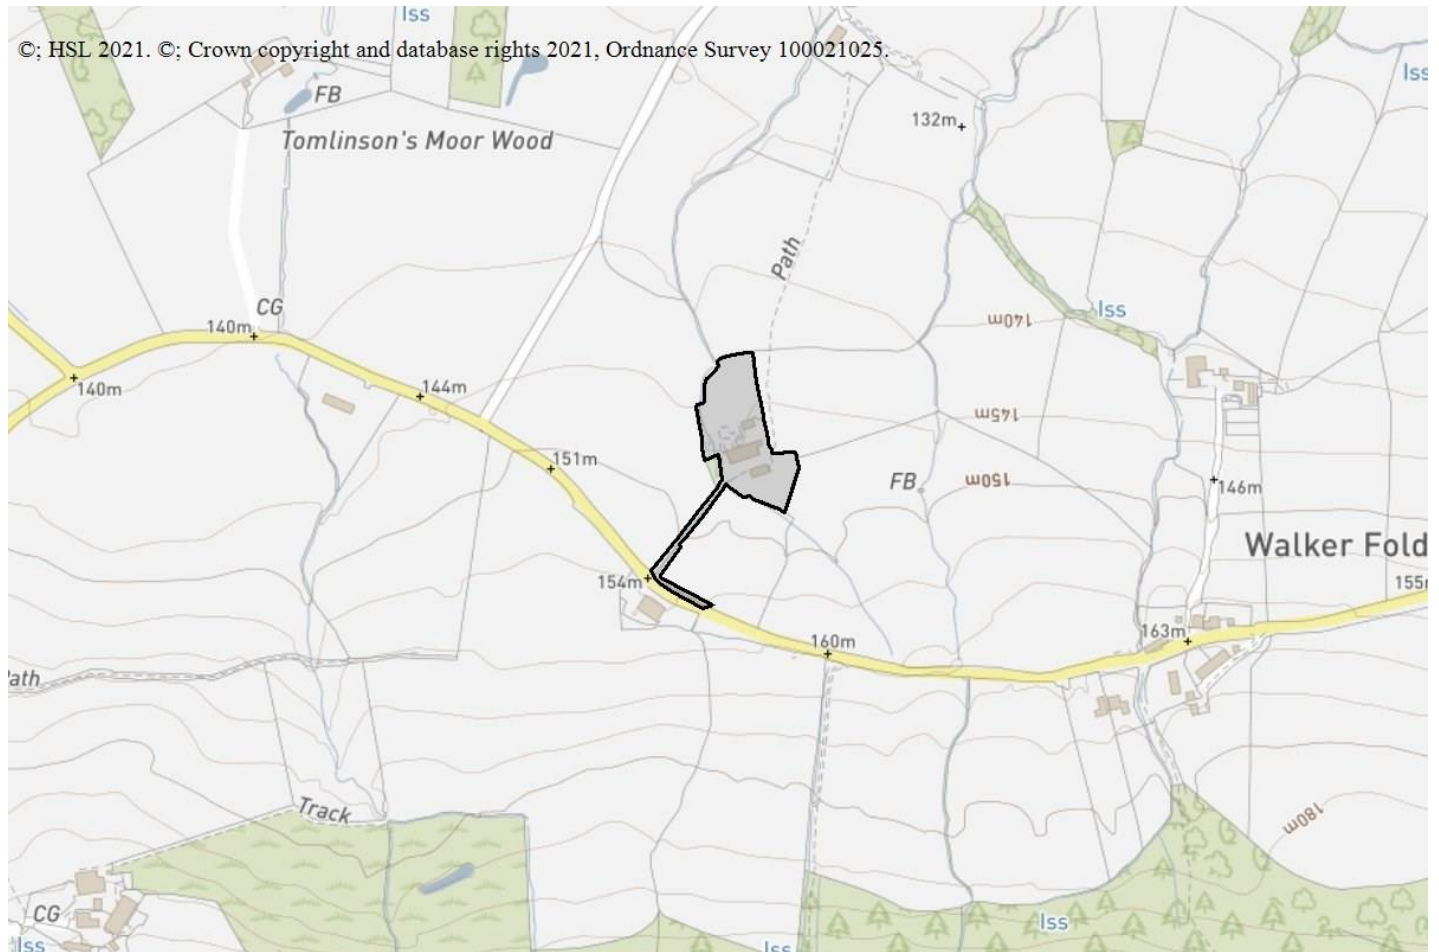 Iss
©; HSL 2021. ©; Crown copyright and database rights 2021, Ordnance Survey 100021025.
Iss
FB
132m
Tomlinson's Moor Wood
Path
CG
140m
Iss
140m
140m
144m
145m
151m
FB
150m
146m
Walker Fold
154m
155
163m
160m
ath
Track
180m
CG
Iss
Iss
Iss